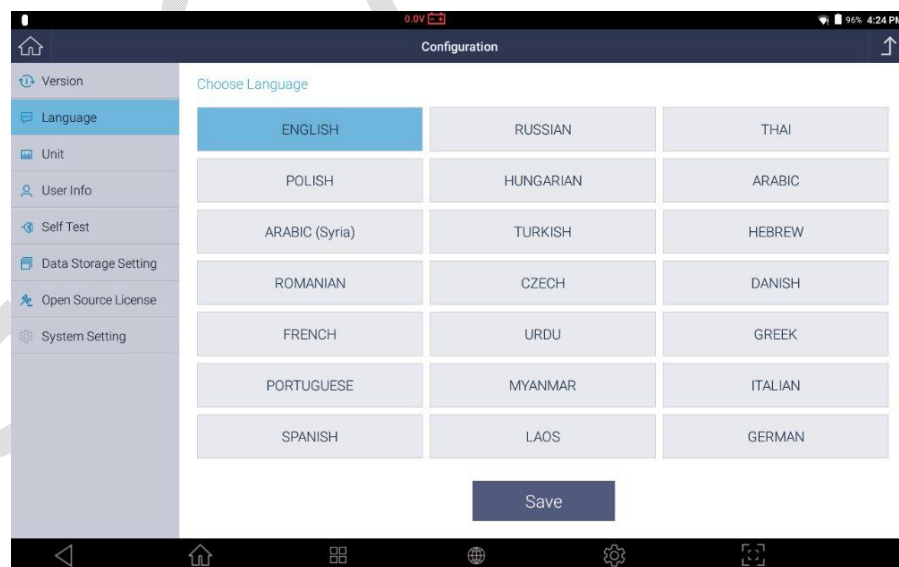 0.0V
96% 4:24 PM
Configuration
Version
Language
Unit
User Info
Self Test
Data Storage Setting
Open Source License
System Setting
Choose Language
ENGLISH RUSSIAN THAI
POLISH HUNGARIAN ARABIC
ARABIC (Syria) TURKISH HEBREW
ROMANIAN CZECH DANISH
FRENCH URDU GREEK
PORTUGUESE MYANMAR ITALIAN
SPANISH LAOS GERMAN
Save